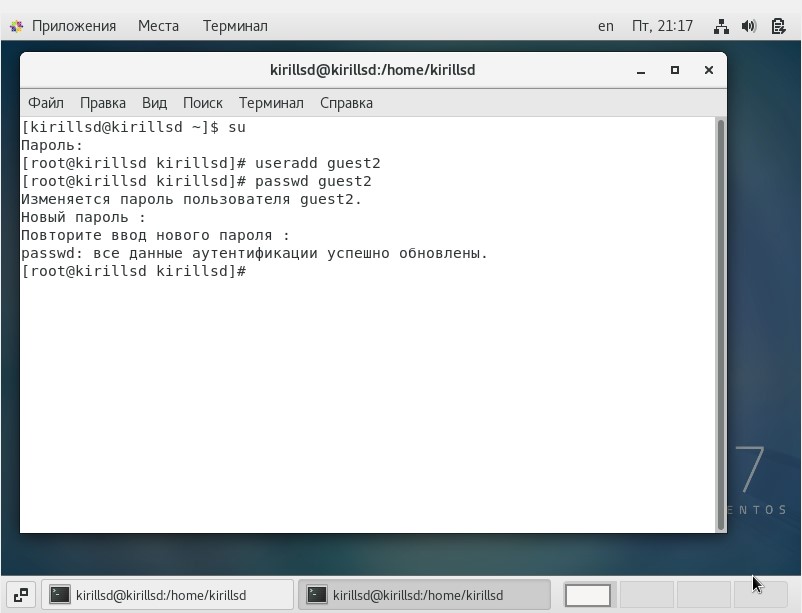 Приложения Места Терминал en Пт, 21:17
kirillsd@kirillsd:/home/kirillsd
Файл Правка Вид Поиск Терминал Справка
[kirillsd@kirillsd ~]$ su
Пароль:
[root@kirillsd kirillsd]# useradd guest2
[root@kirillsd kirillsd]# passwd guest2
Изменяется пароль пользователя guest2.
Новый пароль :
Повторите ввод нового пароля :
passwd: все данные аутентификации успешно обновлены.
[root@kirillsd kirillsd]#
7
ENTOS
kirillsd@kirillsd:/home/kirillsd kirillsd@kirillsd:/home/kirillsd